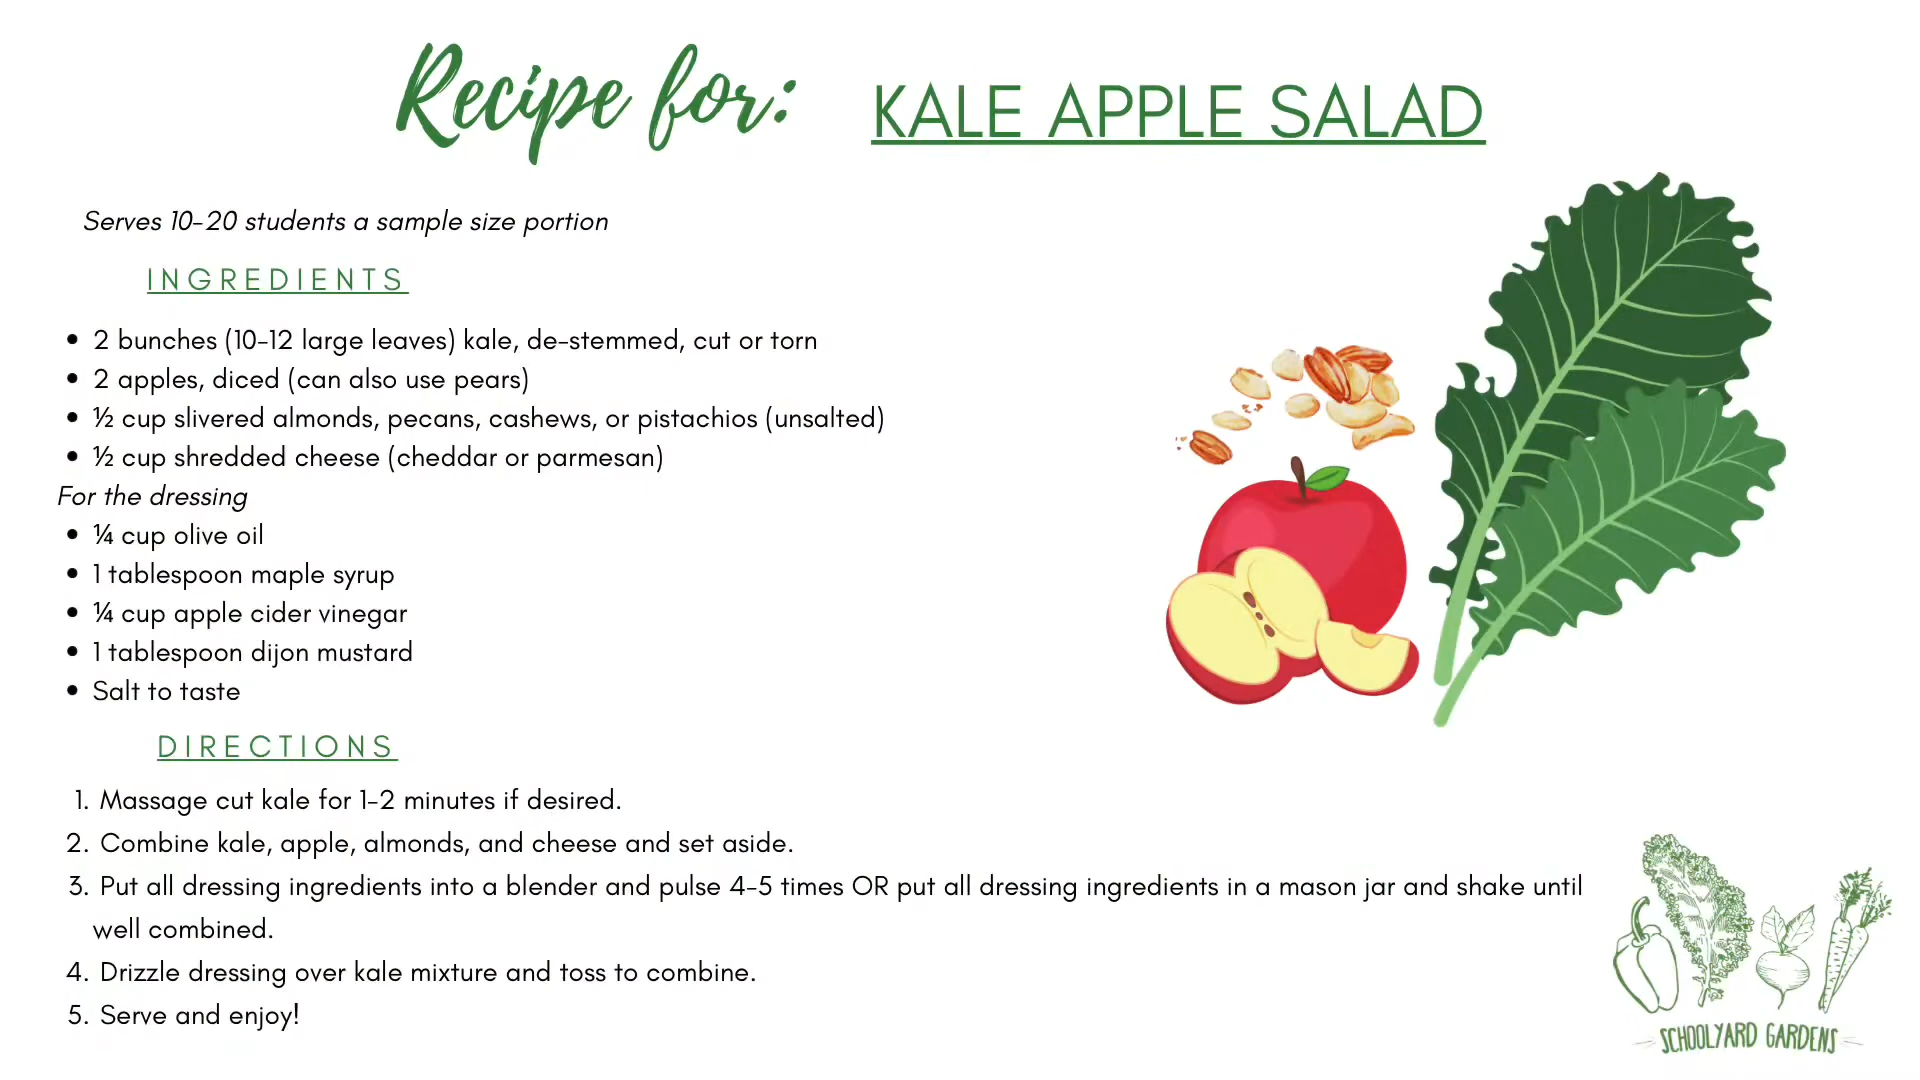 Recipe for: KALE APPLE SALAD
Serves 10-20 students a sample size portion
INGREDIENTS
• 2 bunches (10-12 large leaves) kale, de-stemmed, cut or torn
• 2 apples, diced (can also use pears)
• ½ cup slivered almonds, pecans, cashews, or pistachios (unsalted)
• ½ cup shredded cheese (cheddar or parmesan)
For the dressing
• ¼ cup olive oil
• 1 tablespoon maple syrup
• ¼ cup apple cider vinegar
• 1 tablespoon dijon mustard
• Salt to taste
DIRECTIONS
1. Massage cut kale for 1-2 minutes if desired.
2. Combine kale, apple, almonds, and cheese and set aside.
3. Put all dressing ingredients into a blender and pulse 4-5 times OR put all dressing ingredients in a mason jar and shake until
well combined.
4. Drizzle dressing over kale mixture and toss to combine.
5. Serve and enjoy!
SCHOOLYARD GARDENS